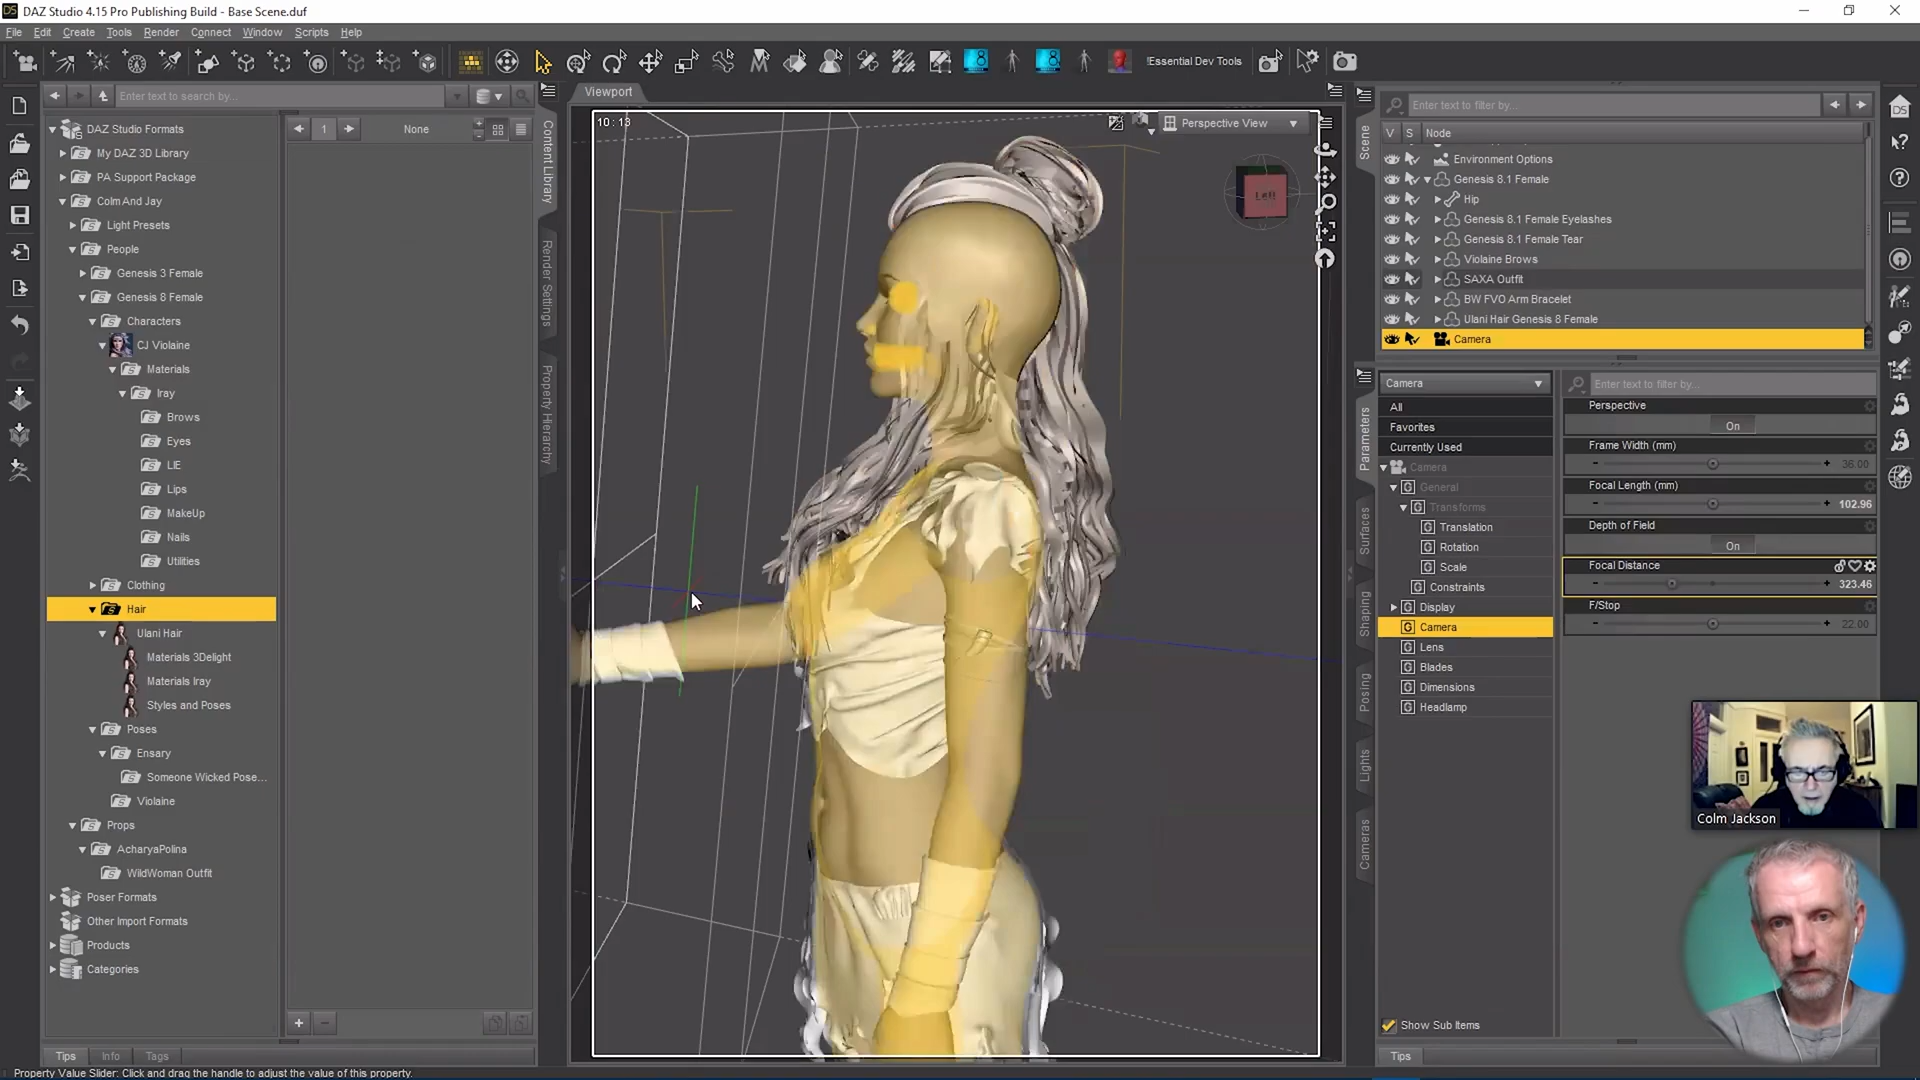 DAZ Studio 4.15 Pro Publishing Build - Base Scene.duf
File Edit Create Tools Render Connect Window Scripts Help
!Essential Dev Tools
Enter text to search by...
DAZ Studio Formats
My DAZ 3D Library
PA Support Package
ColmAndJay
Light Presets
People
Genesis 3 Female
Genesis 8 Female
Characters
CJ Violaine
Materials
Iray
Brows
Eyes
LIE
Lips
MakeUp
Nails
Utilities
Clothing
Hair
Ulani Hair
Materials 3Delight
Materials Iray
Styles and Poses
Poses
Ensary
Someone Wicked Pose...
Violaine
Props
AcharyaPolina
WildWoman Outfit
Poser Formats
Other Import Formats
Products
Categories
1
None
Content Library
Render Settings
Property Hierarchy
Tips Info Tags
Property Value Slider: Click and drag the handle to adjust the value of this property.
Viewport
10 : 13
Perspective View
Left
Scene
Enter text to filter by...
V S Node
Environment Options
Genesis 8.1 Female
Hip
Genesis 8.1 Female Eyelashes
Genesis 8.1 Female Tear
Violaine Brows
SAXA Outfit
BW FVO Arm Bracelet
Ulani Hair Genesis 8 Female
Camera
Parameters
Surfaces
Shaping
Posing
Lights
Cameras
Camera
All
Favorites
Currently Used
Camera
General
Transforms
Translation
Rotation
Scale
Constraints
Display
Camera
Lens
Blades
Dimensions
Headlamp
Show Sub Items
Tips
Enter text to filter by...
Perspective
On
Frame Width (mm)
36.00
Focal Length (mm)
102.96
Depth of Field
On
Focal Distance
323.46
F/Stop
22.00
Colm Jackson